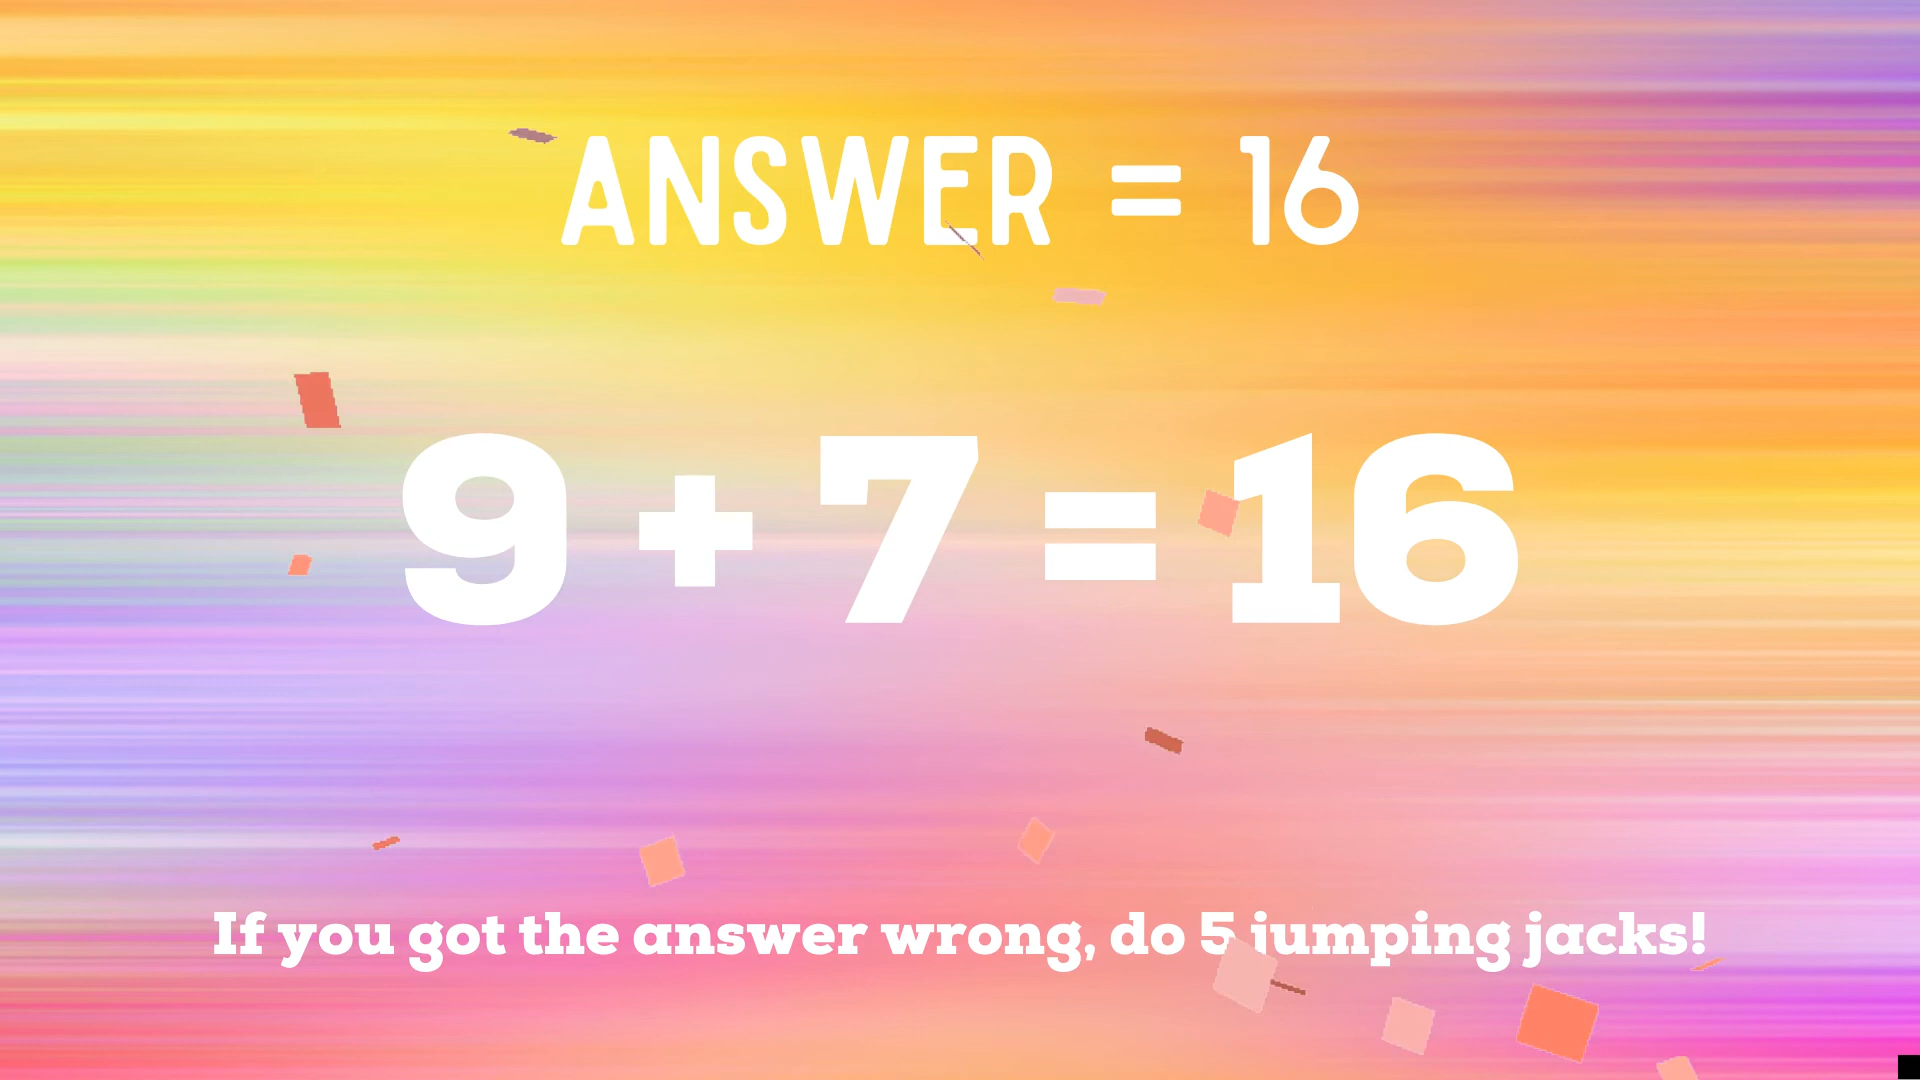 ANSWER = 16
9 + 7 = 16
If you got the answer wrong, do 5 jumping jacks!